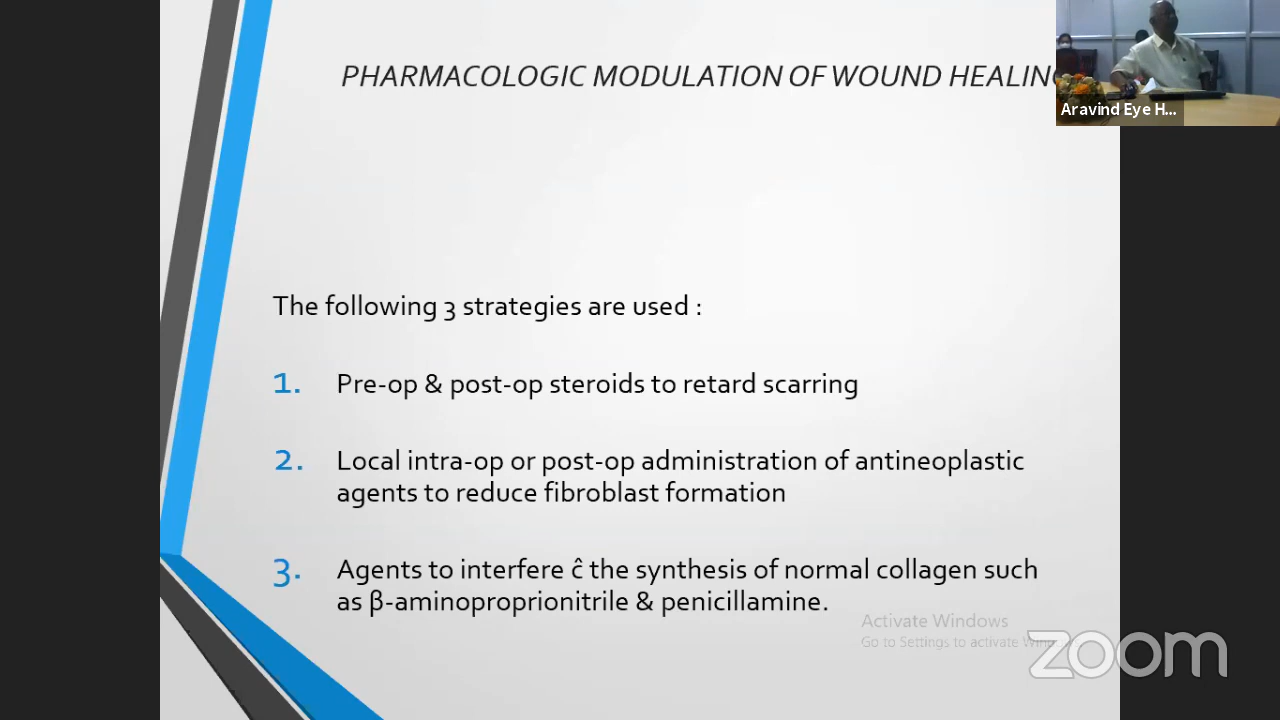 PHARMACOLOGIC MODULATION OF WOUND HEALING
Aravind Eye H...
The following 3 strategies are used :
1. Pre-op & post-op steroids to retard scarring
2. Local intra-op or post-op administration of antineoplastic
agents to reduce fibroblast formation
3. Agents to interfere ĉ the synthesis of normal collagen such
as β-aminoproprionitrile & penicillamine.
Activate Windows
Go to Settings to activate
zoom